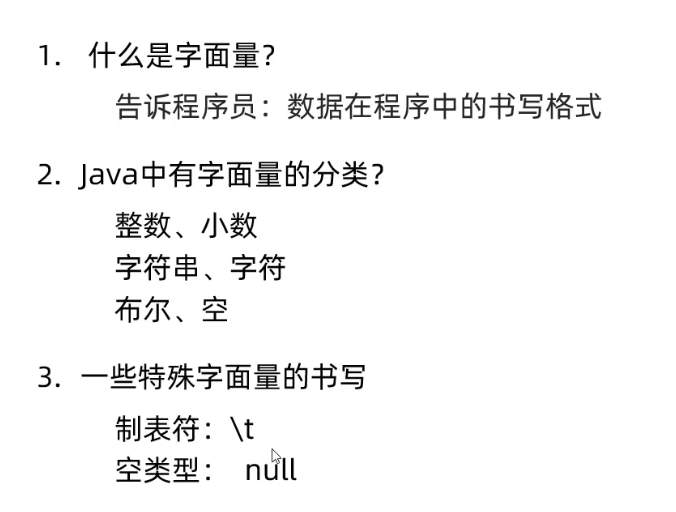 1. 什么是字面量？
告诉程序员：数据在程序中的书写格式
2. Java中有字面量的分类？
整数、小数
字符串、字符
布尔、空
3. 一些特殊字面量的书写
制表符：\t
空类型： null